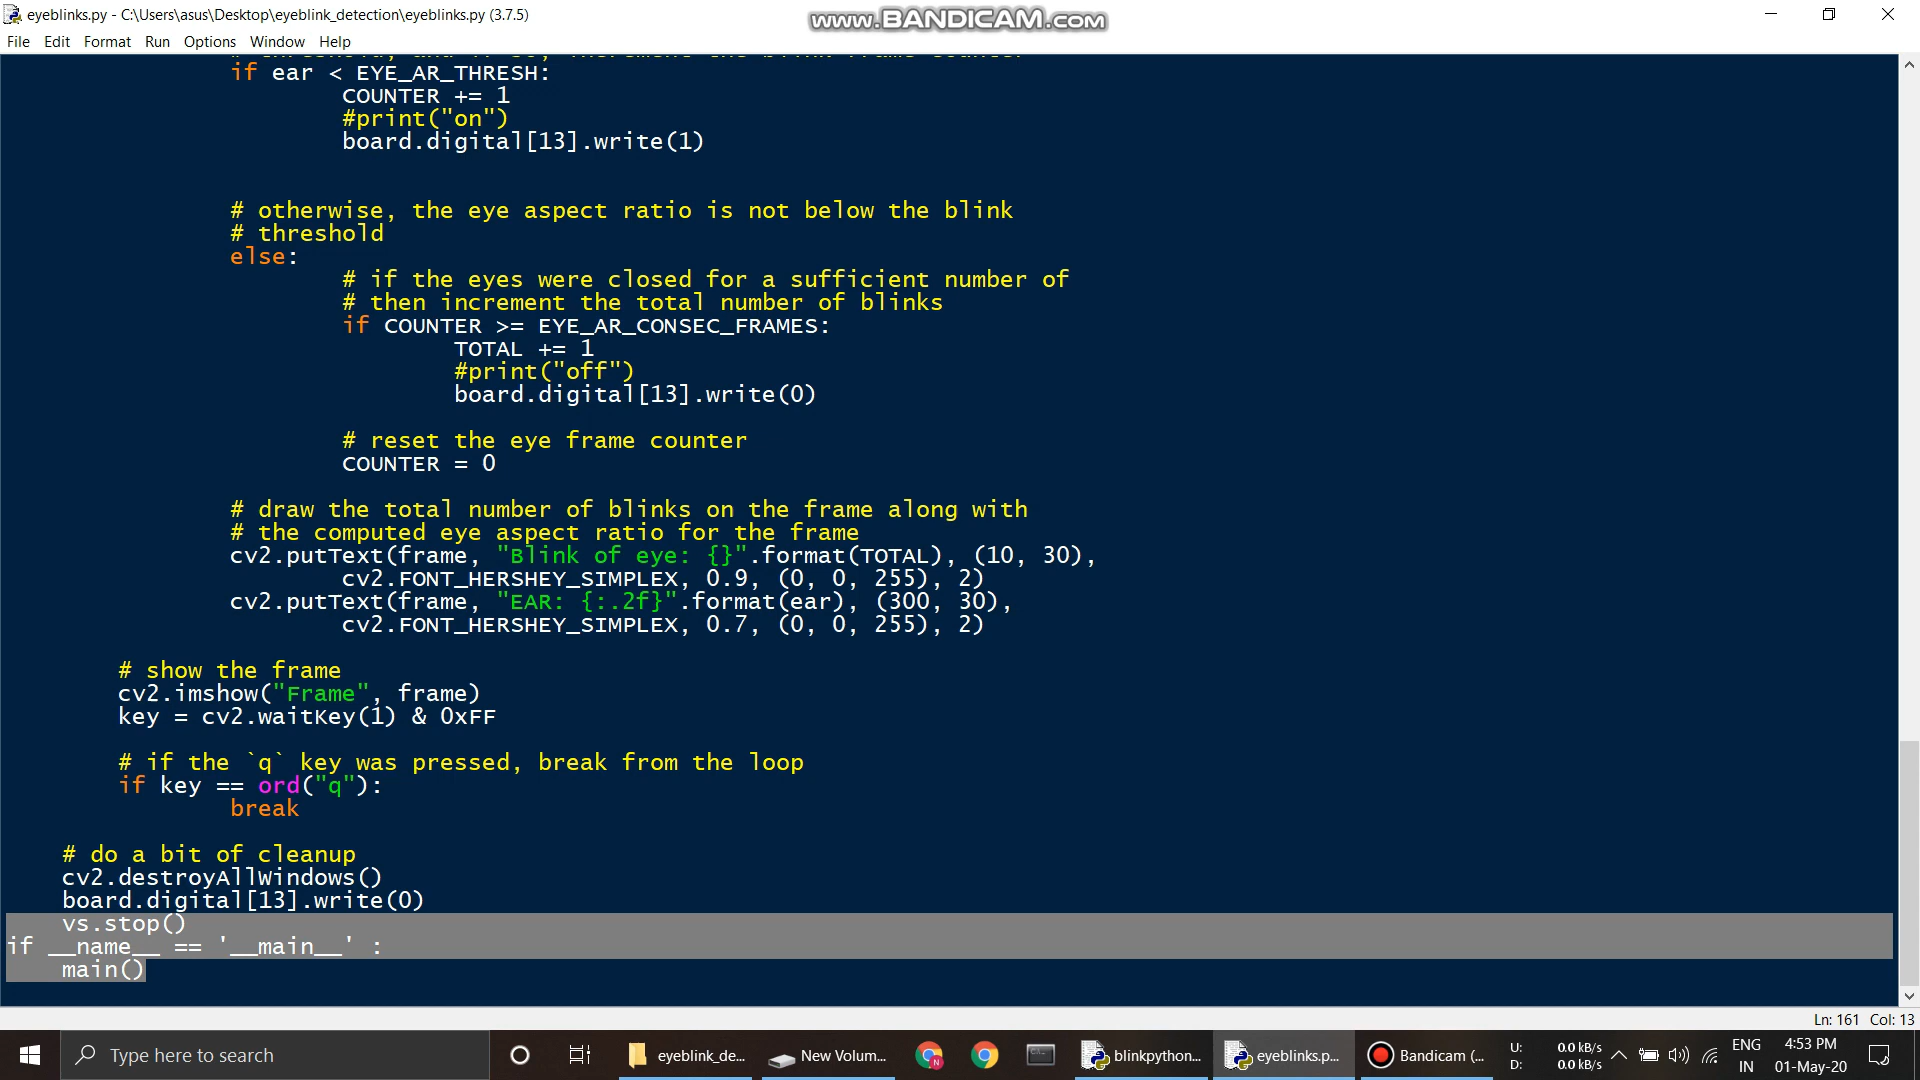 eyeblinks.py - C:\Users\asus\Desktop\eyeblink_detection\eyeblinks.py (3.7.5)
www.BANDICAM.com
File Edit Format Run Options Window Help
if ear < EYE_AR_THRESH:
COUNTER += 1
#print("on")
board.digital[13].write(1)
# otherwise, the eye aspect ratio is not below the blink
# threshold
else:
# if the eyes were closed for a sufficient number of
# then increment the total number of blinks
if COUNTER >= EYE_AR_CONSEC_FRAMES:
TOTAL += 1
#print("off")
board.digital[13].write(0)
# reset the eye frame counter
COUNTER = 0
# draw the total number of blinks on the frame along with
# the computed eye aspect ratio for the frame
cv2.putText(frame, "Blink of eye: {}".format(TOTAL), (10, 30),
cv2.FONT_HERSHEY_SIMPLEX, 0.9, (0, 0, 255), 2)
cv2.putText(frame, "EAR: {:.2f}".format(ear), (300, 30),
cv2.FONT_HERSHEY_SIMPLEX, 0.7, (0, 0, 255), 2)
# show the frame
cv2.imshow("Frame", frame)
key = cv2.waitKey(1) & 0xFF
# if the `q` key was pressed, break from the loop
if key == ord("q"):
break
# do a bit of cleanup
cv2.destroyAllWindows()
board.digital[13].write(0)
vs.stop()
if __name__ == '__main__' :
main()
Ln: 161 Col: 13
Type here to search
eyeblink_de...
New Volum...
blinkpython...
eyeblinks.p...
Bandicam (...
U: 0.0 kB/s
D: 0.0 kB/s
ENG
IN
4:53 PM
01-May-20